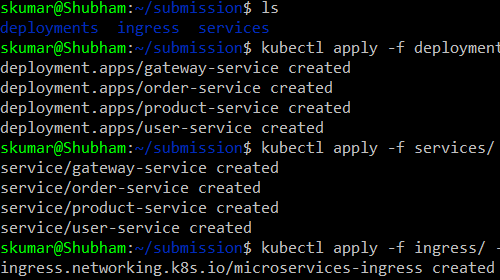 skumar@Shubham:~/submission$ ls
deployments ingress services
skumar@Shubham:~/submission$ kubectl apply -f deployment
deployment.apps/gateway-service created
deployment.apps/order-service created
deployment.apps/product-service created
deployment.apps/user-service created
skumar@Shubham:~/submission$ kubectl apply -f services/
service/gateway-service created
service/order-service created
service/product-service created
service/user-service created
skumar@Shubham:~/submission$ kubectl apply -f ingress/ -
ingress.networking.k8s.io/microservices-ingress created